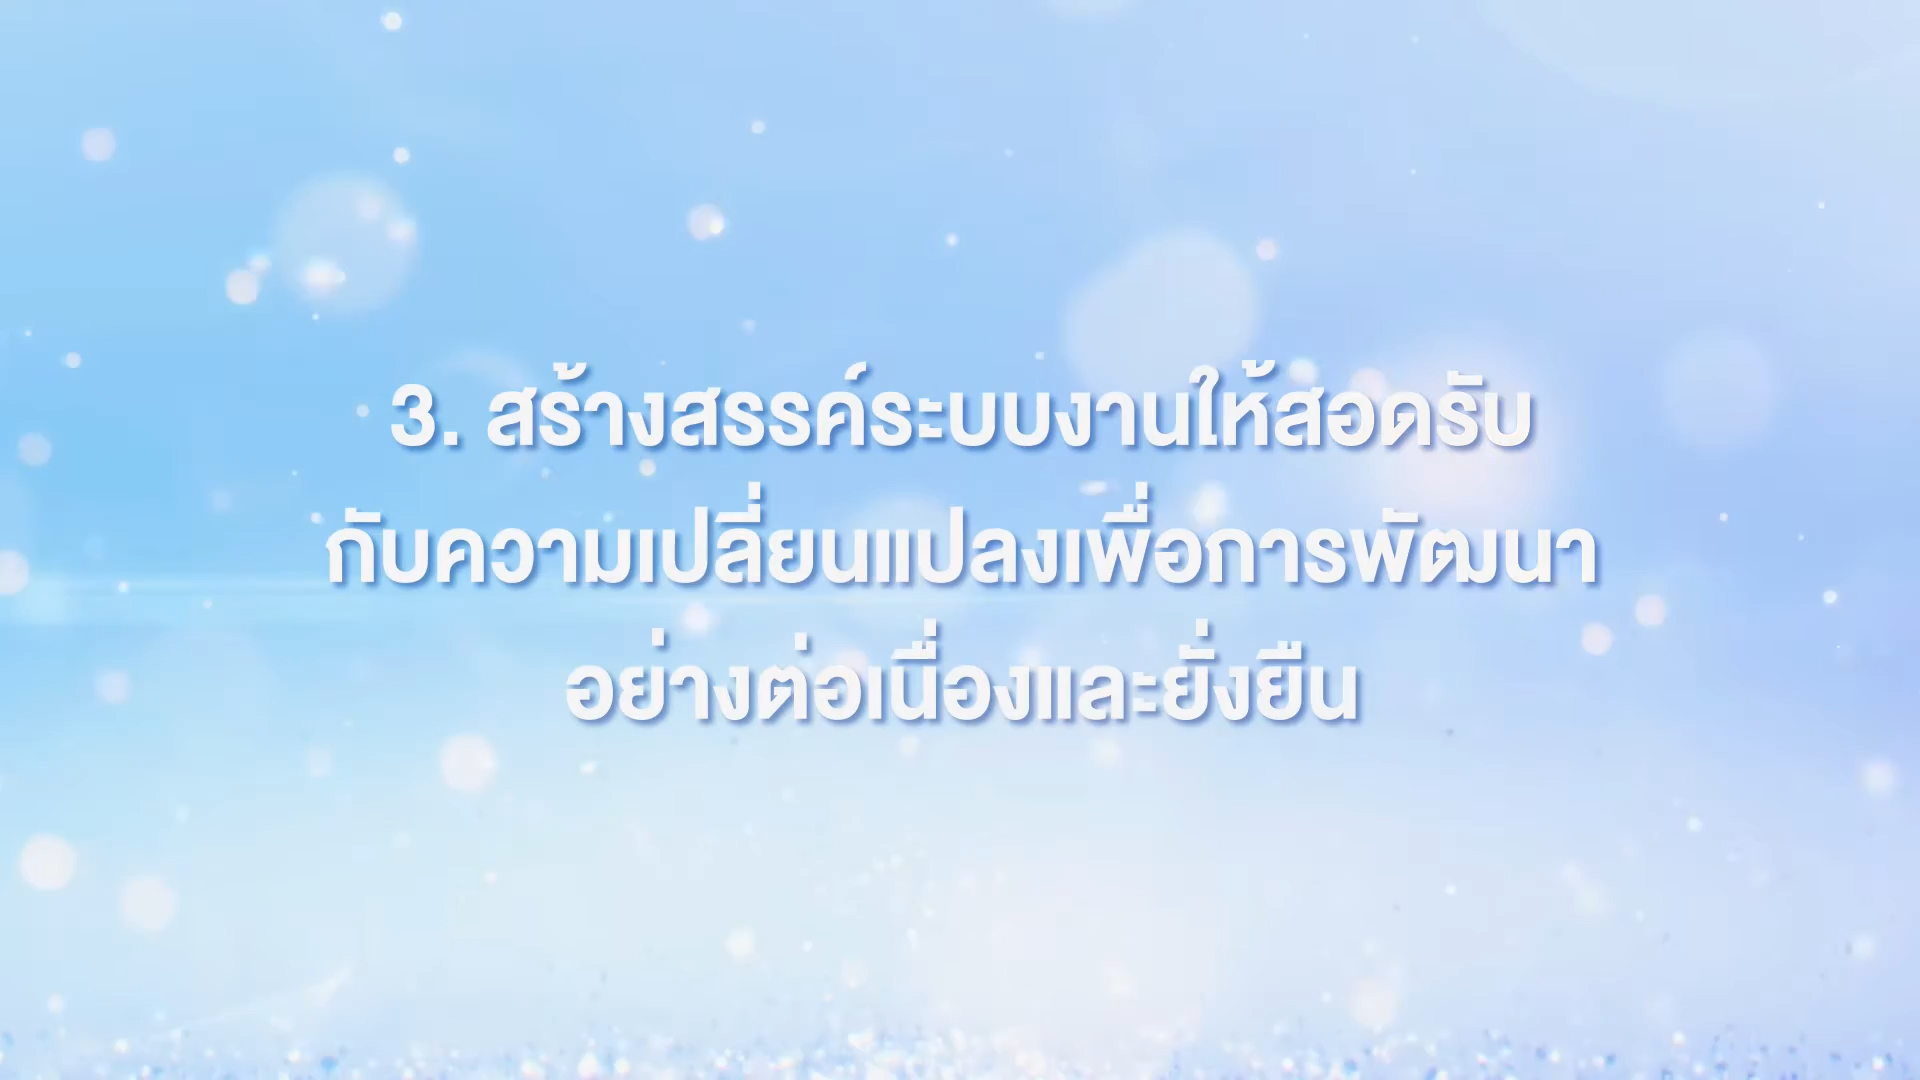 3. สร้างสรรค์ระบบงานให้สอดรับ
กับความเปลี่ยนแปลงเพื่อการพัฒนา
อย่างต่อเนื่องและยั่งยืน